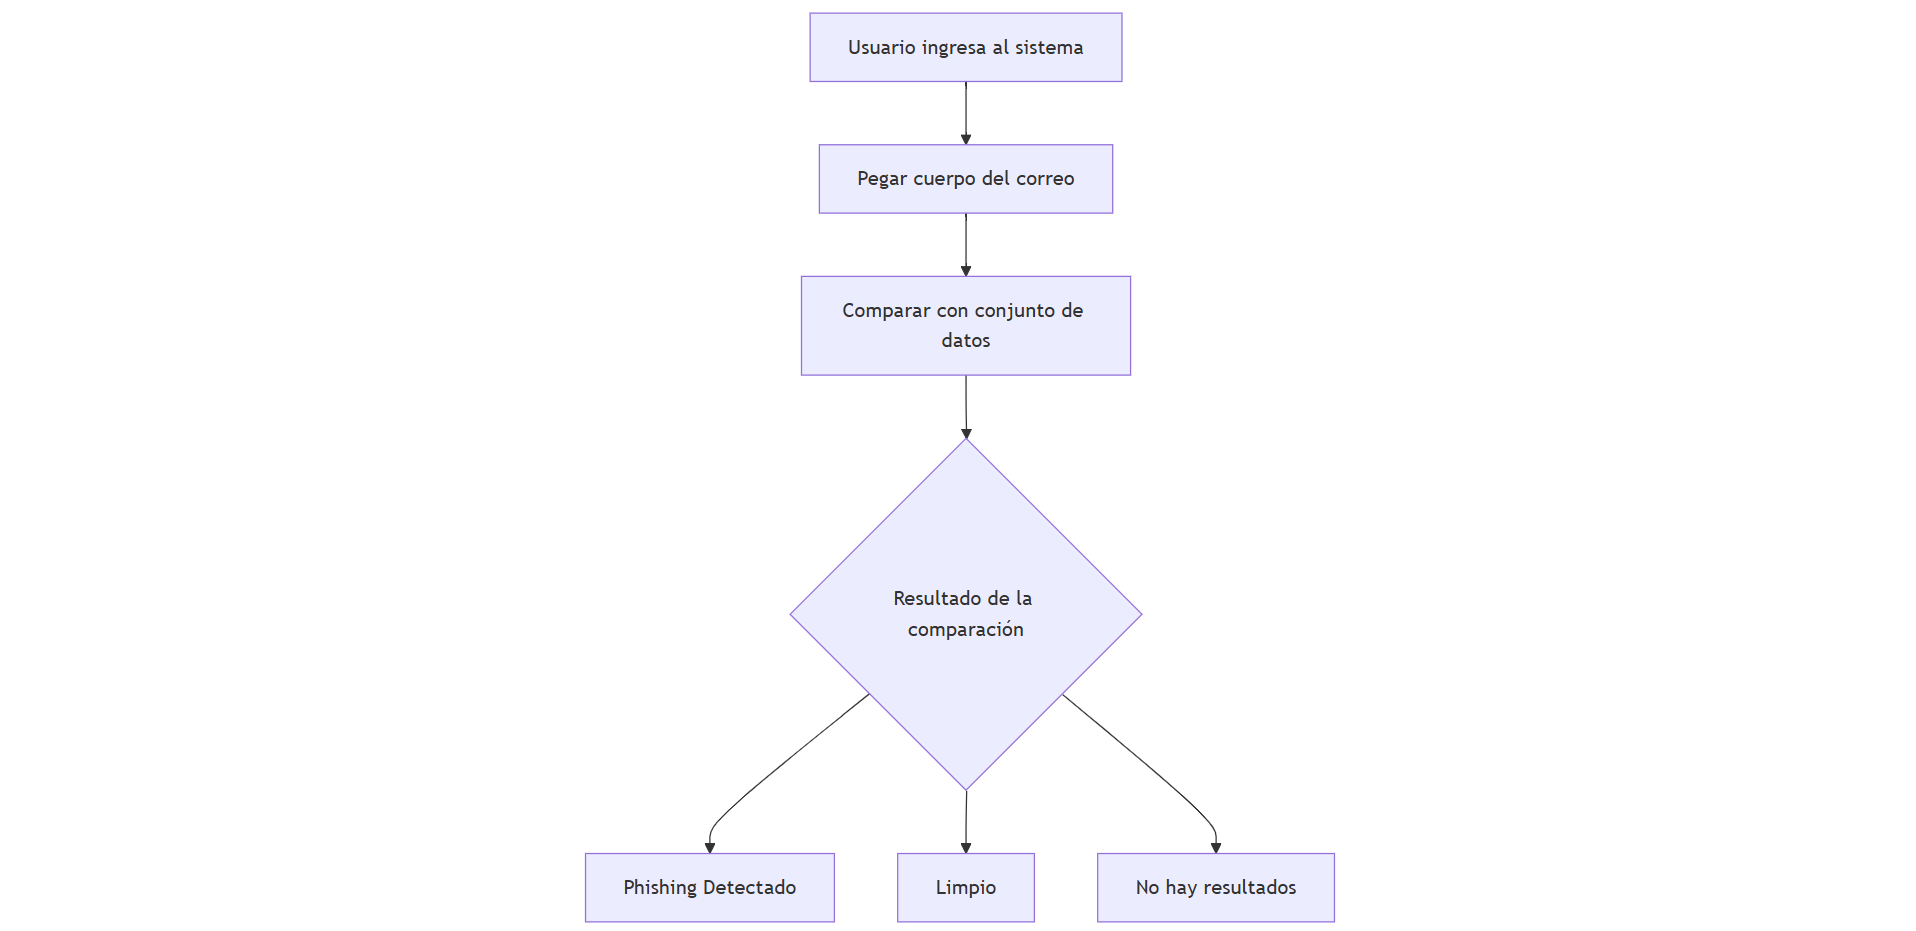 Usuario ingresa al sistema
Pegar cuerpo del correo
Comparar con conjunto de
datos
Resultado de la
comparación
Phishing Detectado
Limpio
No hay resultados